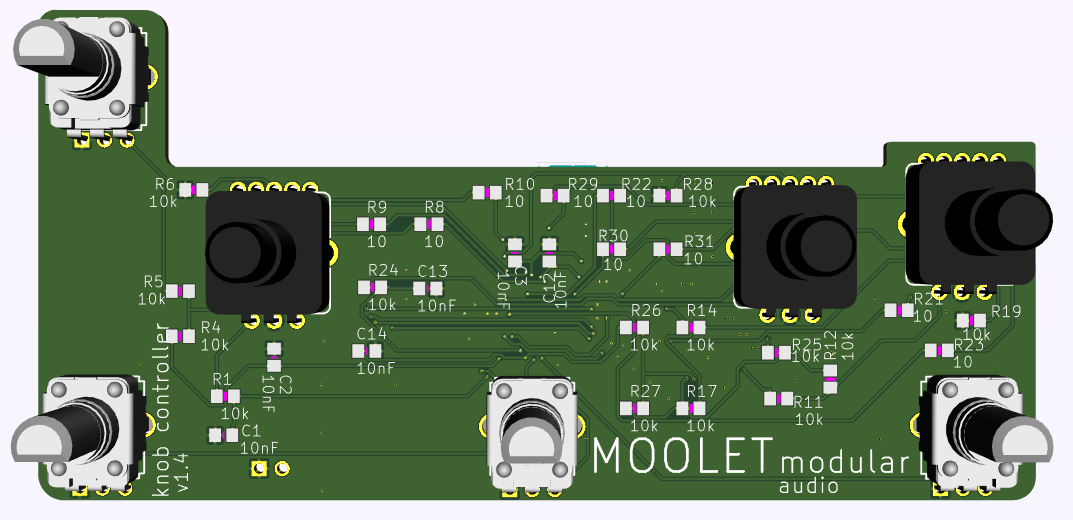 R6
10k
R10
10
R29
10
R22
10
R28
10k
R9
10
R8
10
R30
10
R31
10
C3
10nF
C12
10nF
R5
10k
R24
10k
C13
10nF
R21
10k
R19
10k
R4
10k
C14
10nF
R26
10k
R14
10k
R25
10k
R12
10k
R23
10k
C2
10nF
R1
10k
R27
10k
R17
10k
R11
10k
C1
10nF
knob controller
v1.4
MOOLET modular
audio